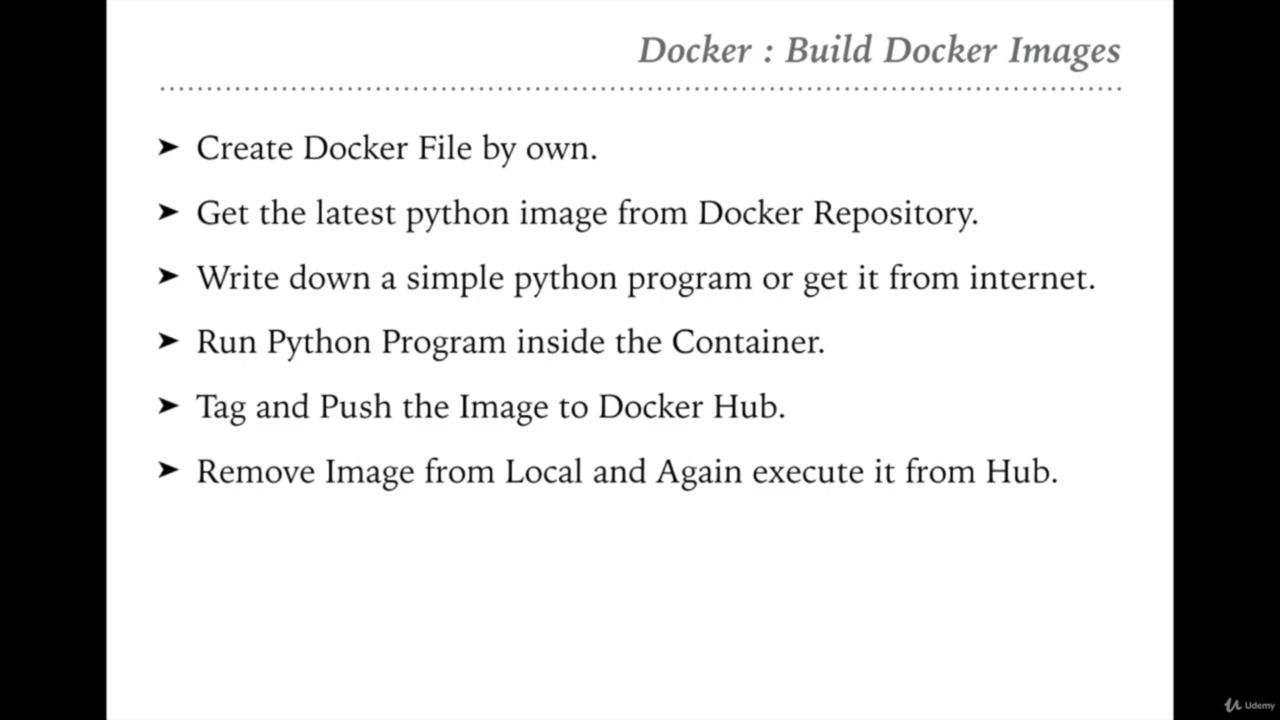 Docker : Build Docker Images
➤ Create Docker File by own.
➤ Get the latest python image from Docker Repository.
➤ Write down a simple python program or get it from internet.
➤ Run Python Program inside the Container.
➤ Tag and Push the Image to Docker Hub.
➤ Remove Image from Local and Again execute it from Hub.
Udemy